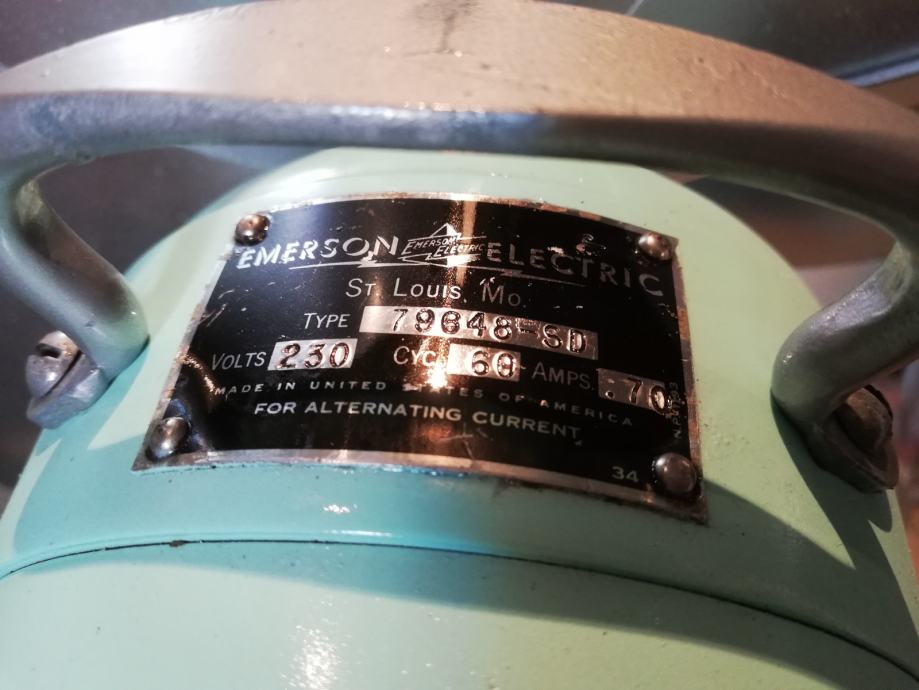 EMERSON EMERSON ELECTRIC ELECTRIC
ST. LOUIS, MO.
TYPE 79648-SD
VOLTS 230 CYC. 60 AMPS. .70
MADE IN UNITED STATES OF AMERICA
FOR ALTERNATING CURRENT
34